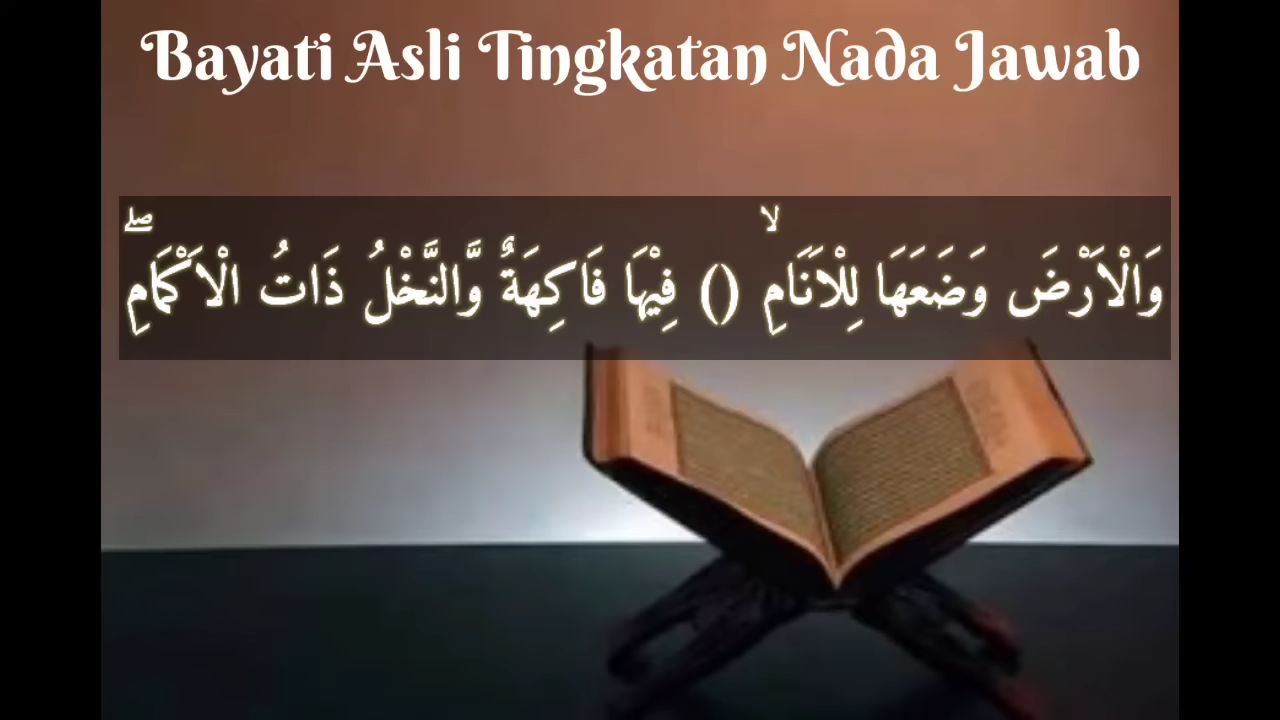 Bayati Asli Tingkatan Nada Jawab
وَالْاَرْضَ وَضَعَهَا لِلْاَنَامِۙ () فِيْهَا فَاكِهَةٌ وَّالنَّخْلُ ذَاتُ الْاَكْمَامِۖ